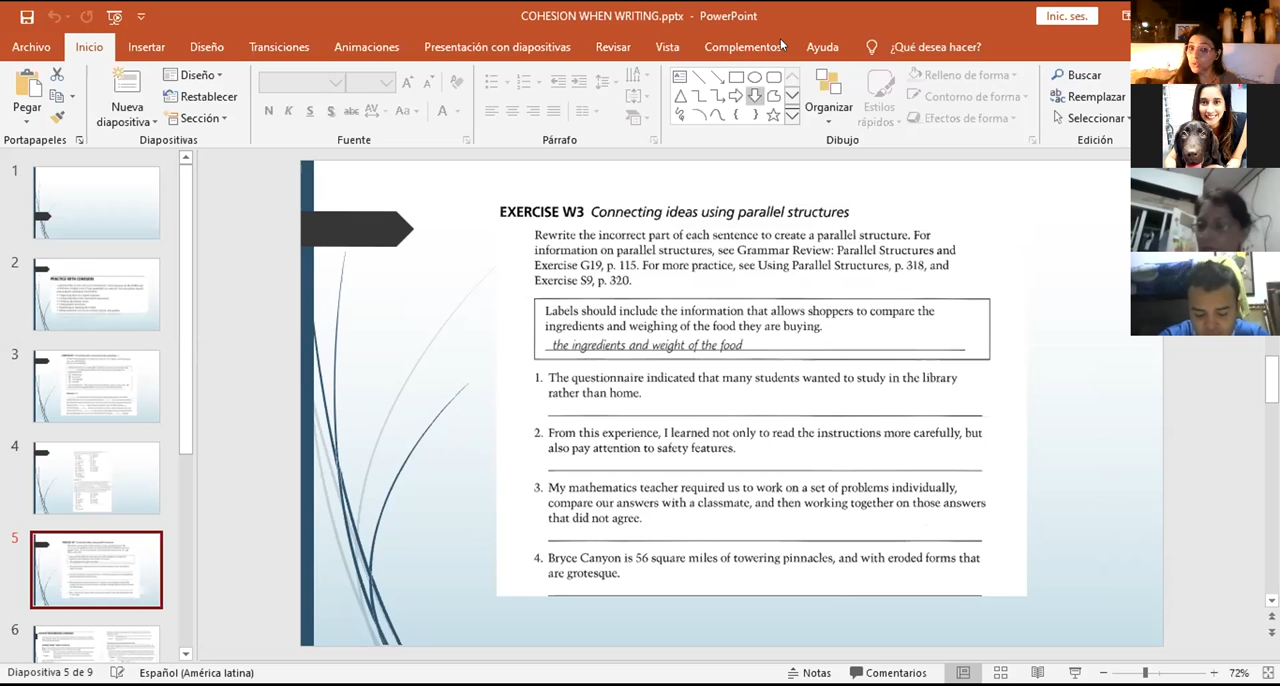 COHESION WHEN WRITING.pptx - PowerPoint
Inic. ses.
Archivo Inicio Insertar Diseño Transiciones Animaciones Presentación con diapositivas Revisar Vista Complementos Ayuda ¿Qué desea hacer?
Pegar
Nueva diapositiva
Diseño
Restablecer
Sección
N K S S abc AV Aa A
Organizar
Estilos rápidos
Relleno de forma
Contorno de forma
Efectos de forma
Buscar
Reemplazar
Seleccionar
Portapapeles Diapositivas Fuente Párrafo Dibujo Edición
1
2
3
4
5
6
EXERCISE W3 Connecting ideas using parallel structures
Rewrite the incorrect part of each sentence to create a parallel structure. For
information on parallel structures, see Grammar Review: Parallel Structures and
Exercise G19, p. 115. For more practice, see Using Parallel Structures, p. 318, and
Exercise S9, p. 320.
Labels should include the information that allows shoppers to compare the
ingredients and weighing of the food they are buying.
the ingredients and weight of the food
1. The questionnaire indicated that many students wanted to study in the library
rather than home.
2. From this experience, I learned not only to read the instructions more carefully, but
also pay attention to safety features.
3. My mathematics teacher required us to work on a set of problems individually,
compare our answers with a classmate, and then working together on those answers
that did not agree.
4. Bryce Canyon is 56 square miles of towering pinnacles, and with eroded forms that
are grotesque.
Diapositiva 5 de 9 Español (América latina) Notas Comentarios 72%